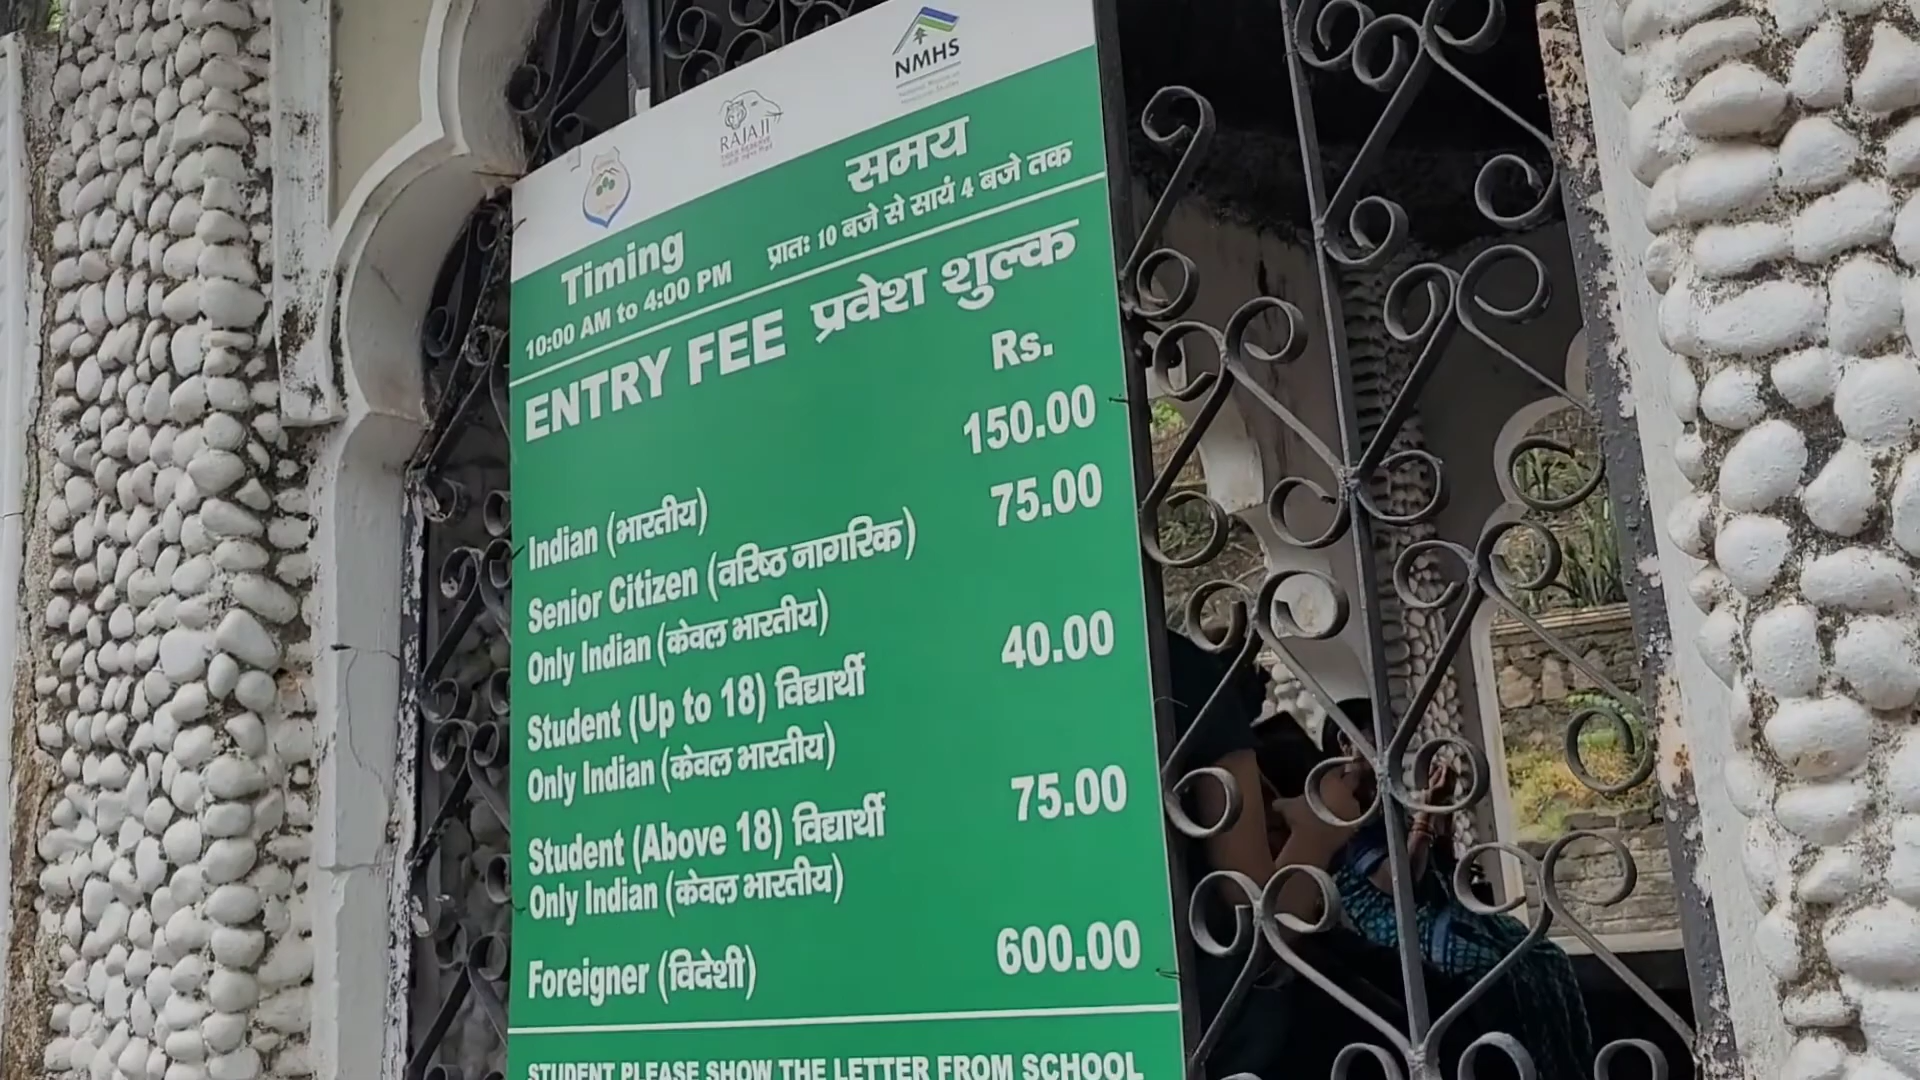 NMHS
RAJAJI
Timing
10:00 AM to 4:00 PM
समय
प्रातः 10 बजे से सायं 4 बजे तक
ENTRY FEE प्रवेश शुल्क
Rs.
Indian (भारतीय) 150.00
Senior Citizen (वरिष्ठ नागरिक) 75.00
Only Indian (केवल भारतीय)
Student (Up to 18) विद्यार्थी 40.00
Only Indian (केवल भारतीय)
Student (Above 18) विद्यार्थी 75.00
Only Indian (केवल भारतीय)
Foreigner (विदेशी) 600.00
STUDENT PLEASE SHOW THE LETTER FROM SCHOOL